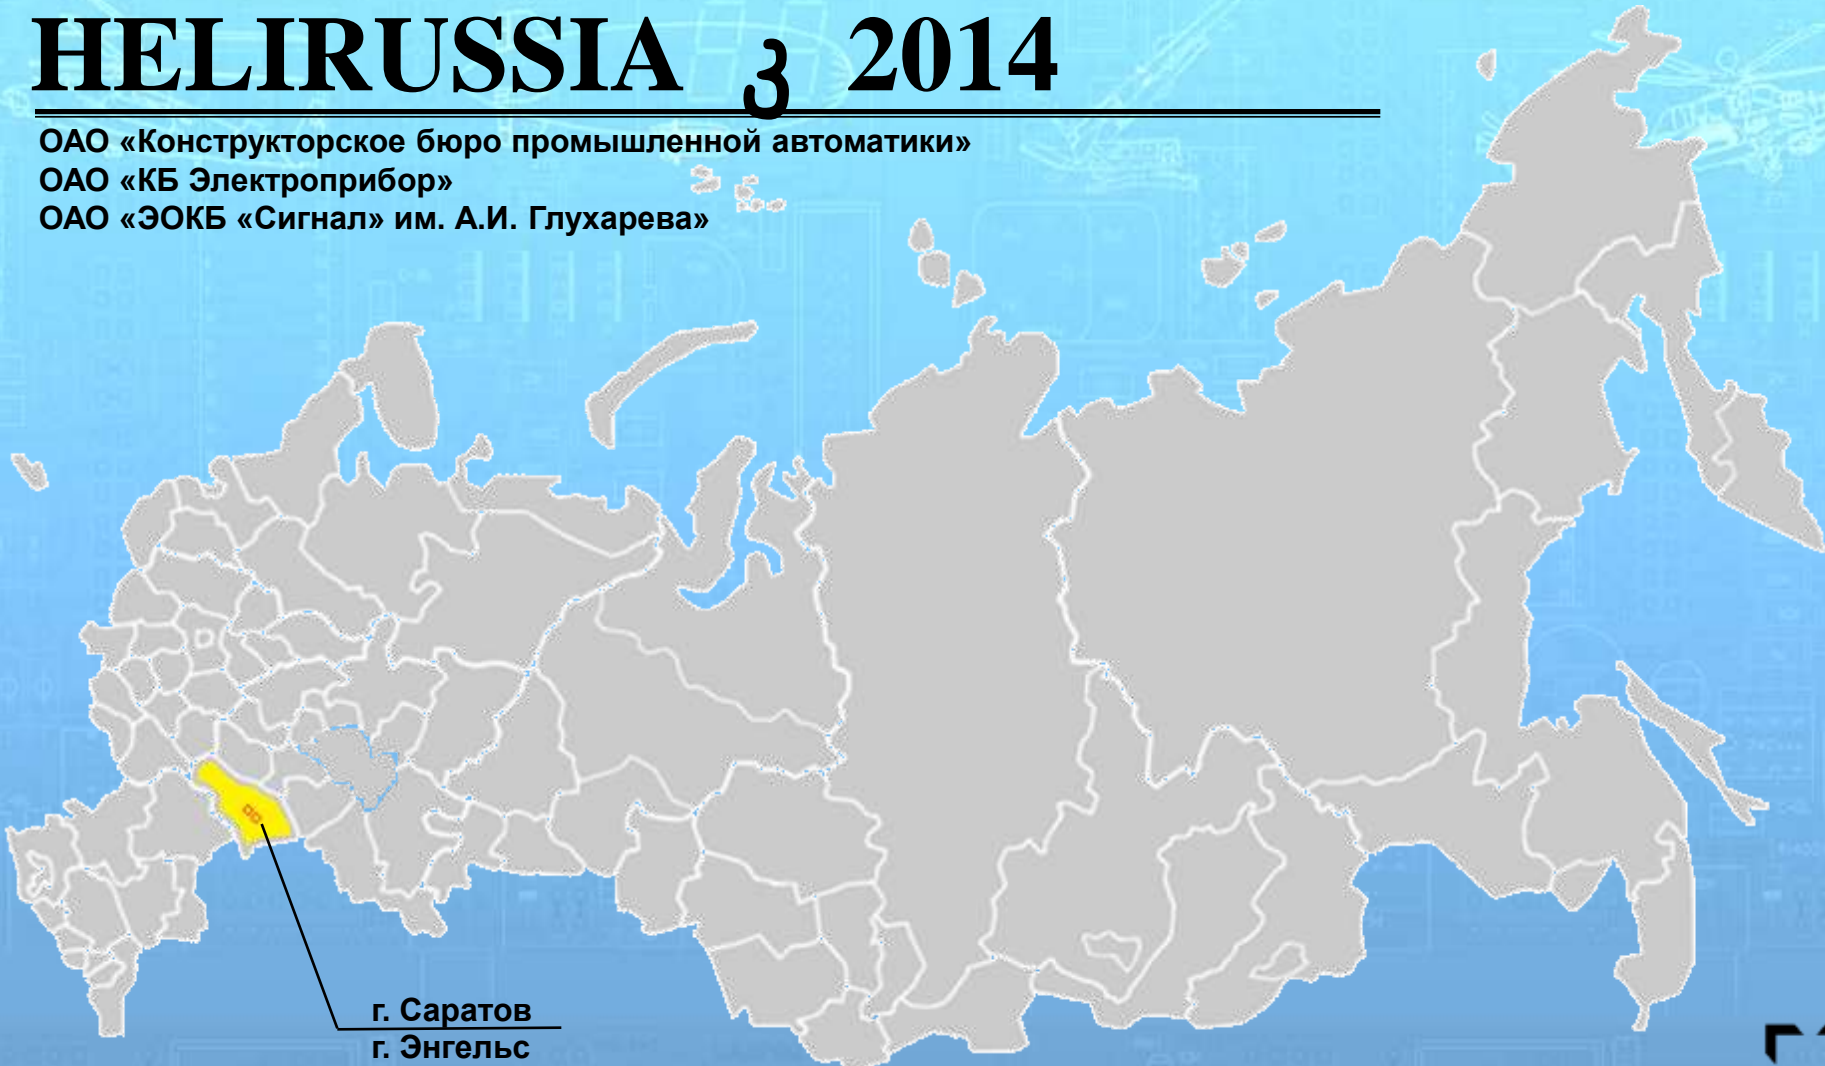 HELIRUSSIA კ 2014
ОАО «Конструкторское бюро промышленной автоматики»
ОАО «КБ Электроприбор»
ОАО «ЭОКБ «Сигнал» им. А.И. Глухарева»
г. Саратов
г. Энгельс